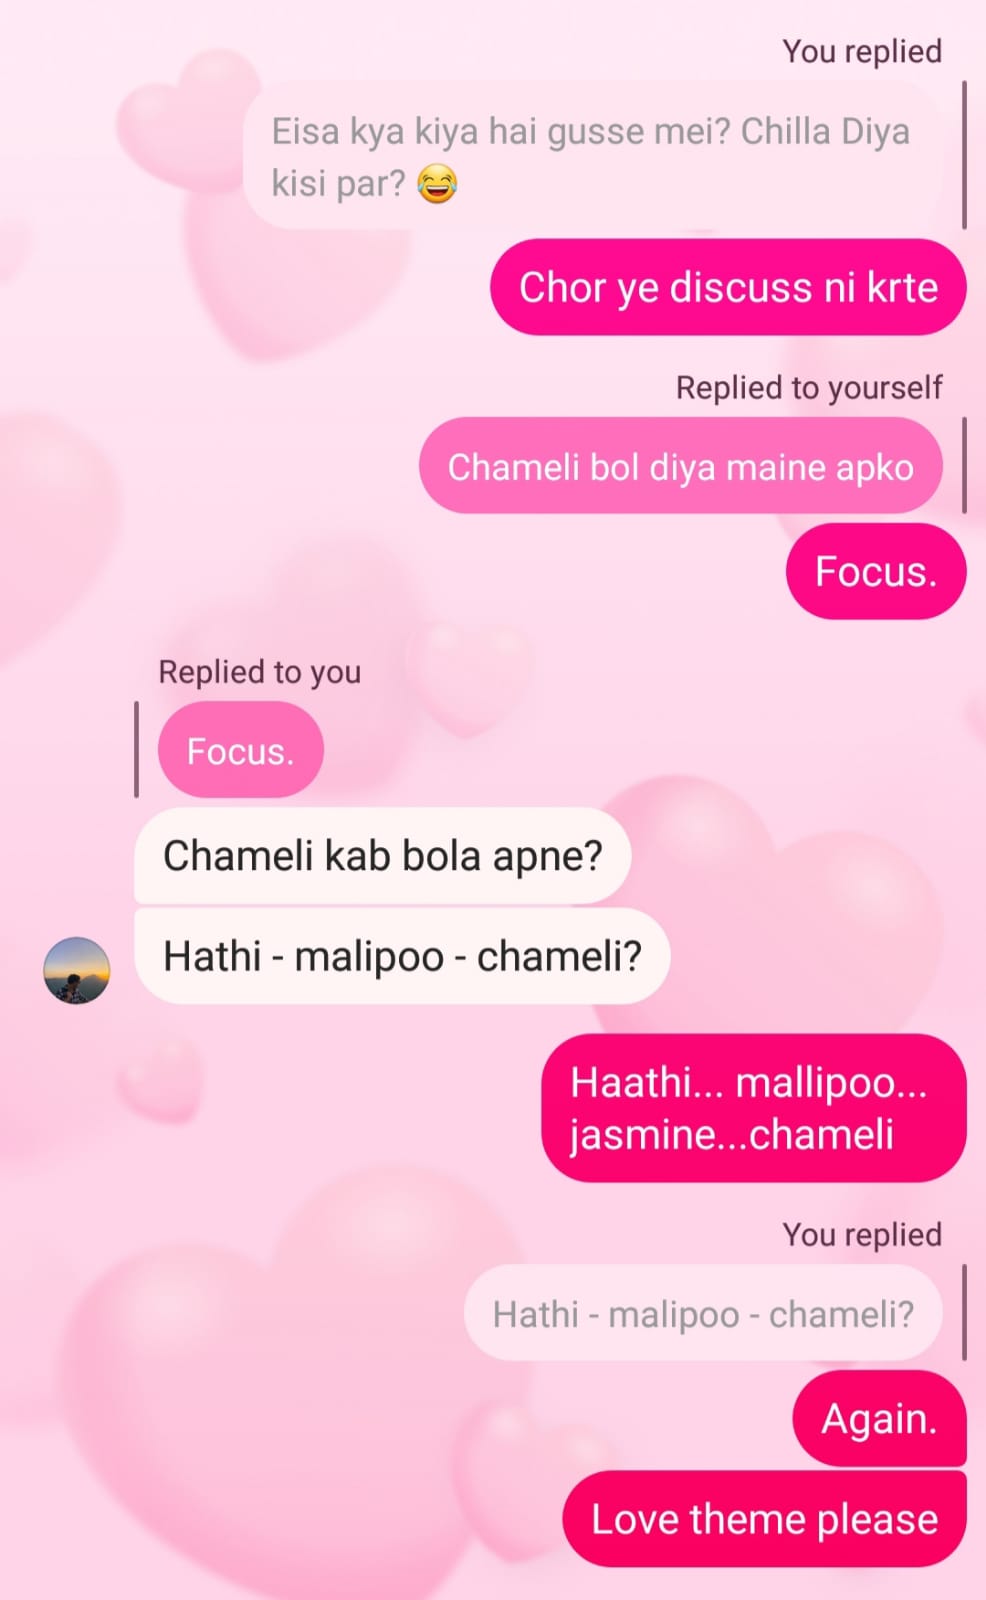 You replied
Eisa kya kiya hai gusse mei? Chilla Diya
kisi par? 😂
Chor ye discuss ni krte
Replied to yourself
Chameli bol diya maine apko
Focus.
Replied to you
Focus.
Chameli kab bola apne?
Hathi - malipoo - chameli?
Haathi... mallipoo...
jasmine...chameli
You replied
Hathi - malipoo - chameli?
Again.
Love theme please